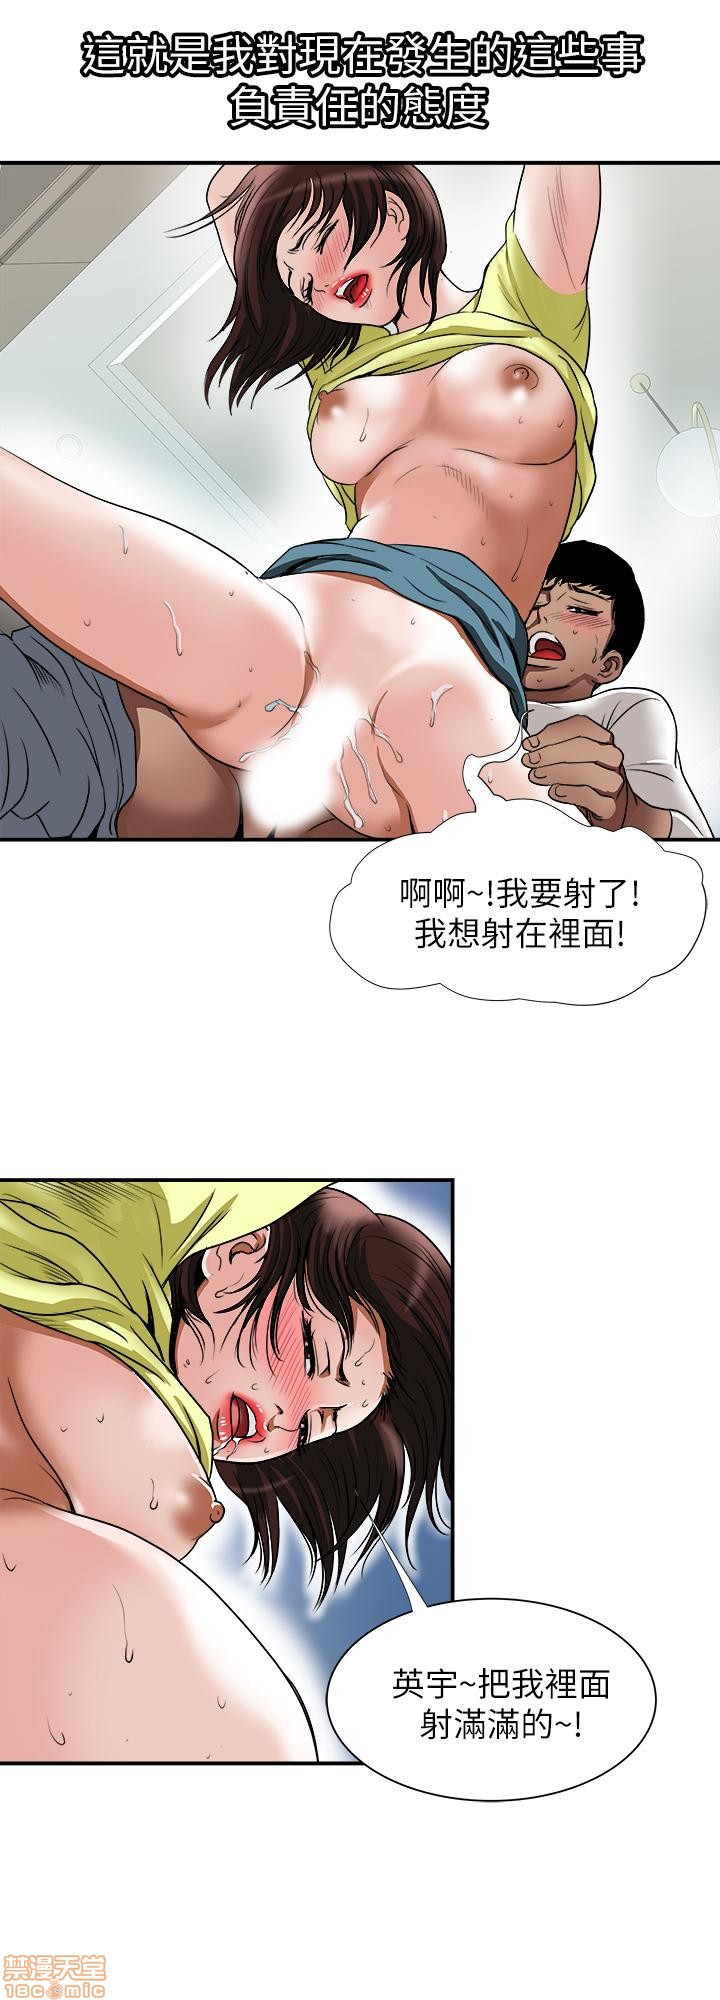 這就是我對現在發生的這些事
負責任的態度
啊啊~!我要射了!
我想射在裡面!
英宇~把我裡面
射滿滿的~!
禁漫天堂
18comic